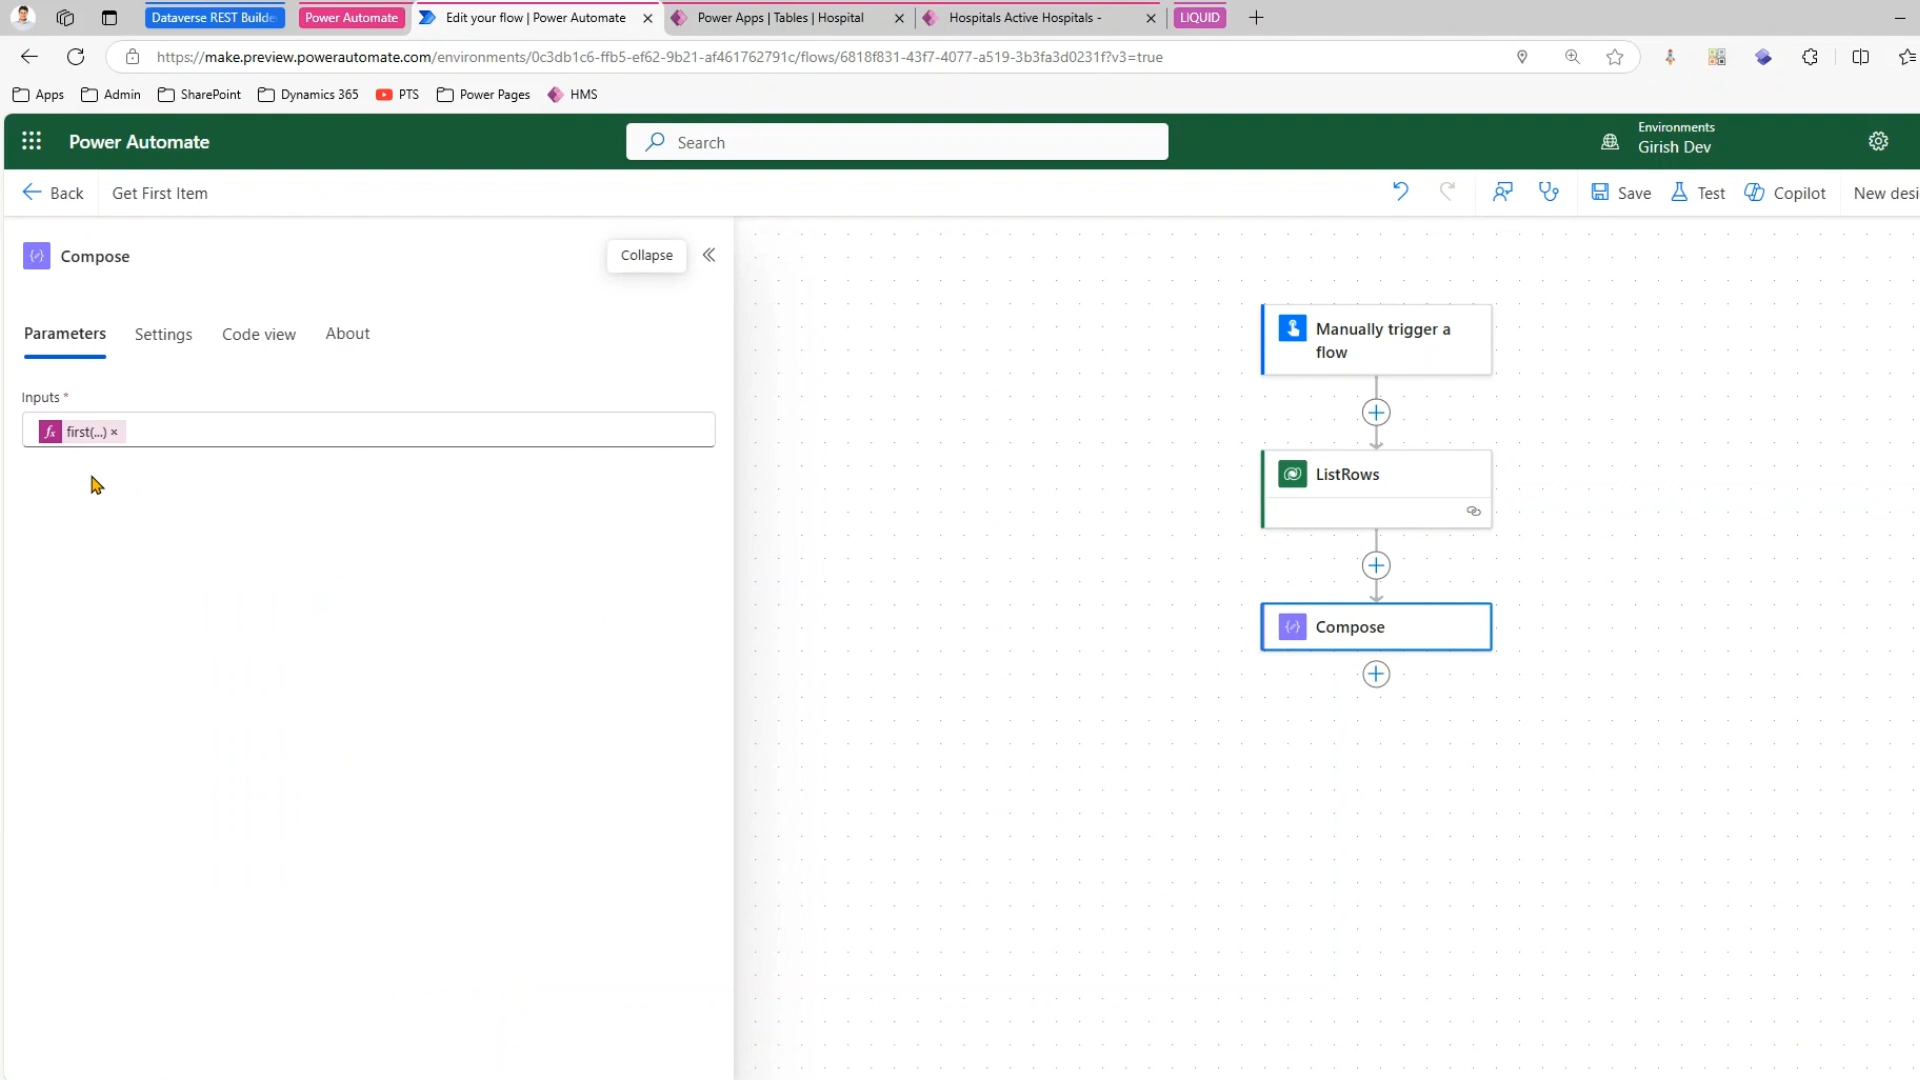 Dataverse REST Builde
Power Automate
Edit your flow | Power Automate
Power Apps | Tables | Hospital
Hospitals Active Hospitals -
LIQUID
https://make.preview.powerautomate.com/environments/0c3db1c6-ffb5-ef62-9b21-af461762791c/flows/6818f831-43f7-4077-a519-3b3fa3d0231f?v3=true
Apps
Admin
SharePoint
Dynamics 365
PTS
Power Pages
HMS
Power Automate
Search
Environments
Girish Dev
Back
Get First Item
Save
Test
Copilot
New desi
Compose
Collapse
Parameters
Settings
Code view
About
Inputs *
fx first(...) ×
Manually trigger a
flow
ListRows
Compose